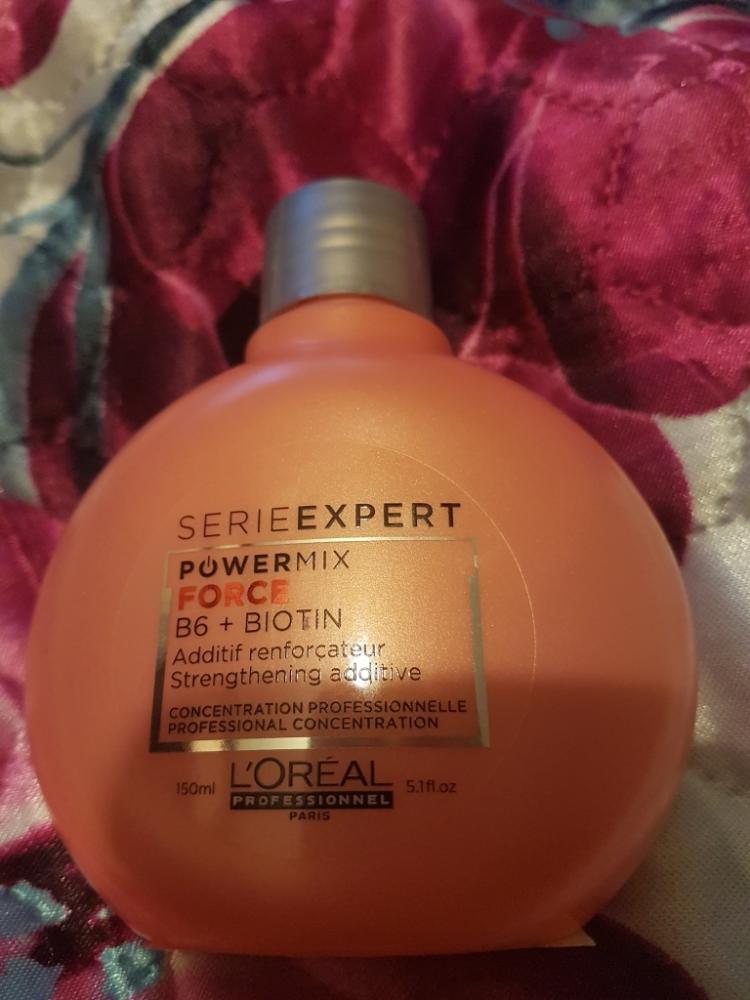 SERIEEXPERT
POWERMIX
FORCE
B6 + BIOTIN
Additif renforçateur
Strengthening additive
CONCENTRATION PROFESSIONNELLE
PROFESSIONAL CONCENTRATION
150ml L'ORÉAL 5.1fl.oz
PROFESSIONNEL
PARIS